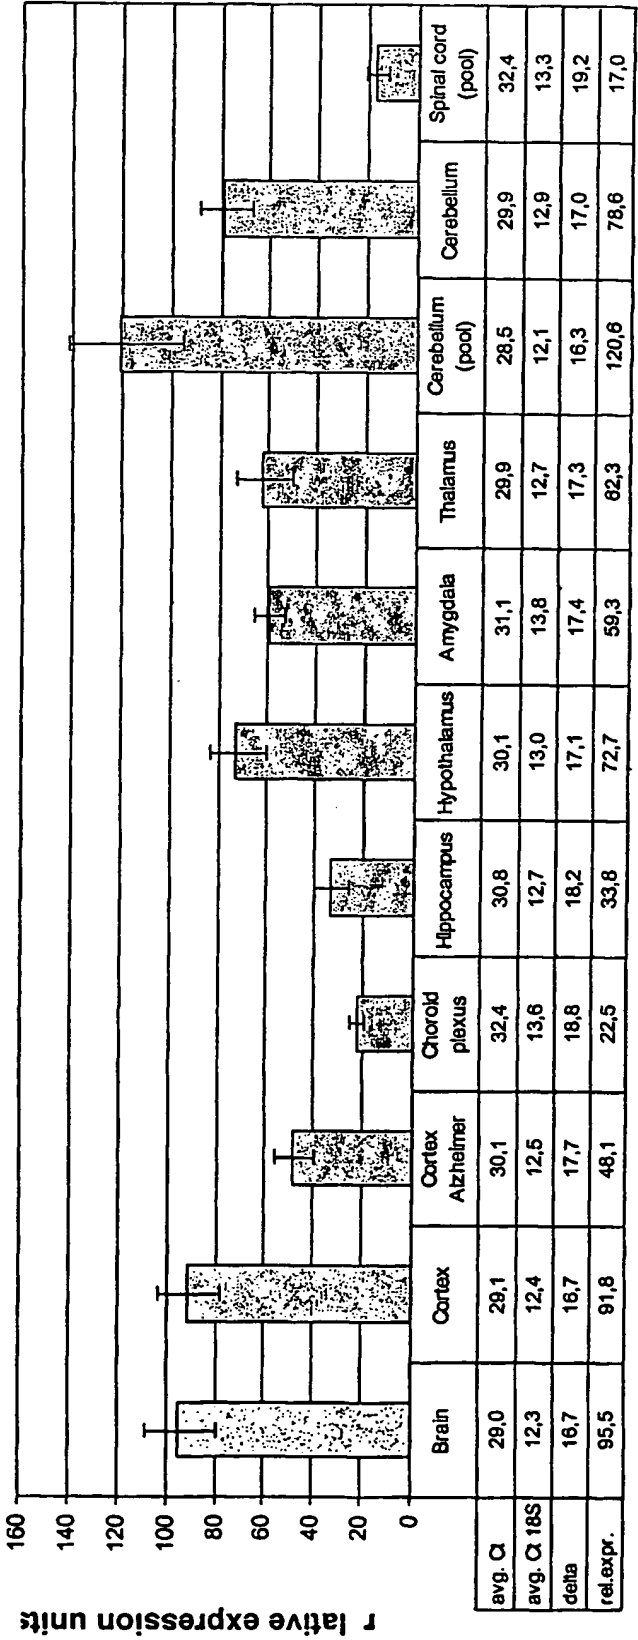 r lative expression units
160
140
120
100
80
60
40
20
0
Brain Cortex Cortex Alzheimer Choroid plexus Hippocampus Hypothalamus Amygdala Thalamus Cerebellum (pool) Cerebellum Spinal cord (pool)
avg. Ct 29,0 29,1 30,1 32,4 30,8 30,1 31,1 29,9 28,5 29,9 32,4
avg. Ct 18S 12,3 12,4 12,5 13,6 12,7 13,0 13,8 12,7 12,1 12,9 13,3
delta 16,7 16,7 17,7 18,8 18,2 17,1 17,4 17,3 16,3 17,0 19,2
rel.expr. 95,5 91,8 48,1 22,5 33,8 72,7 59,3 82,3 120,6 78,6 17,0